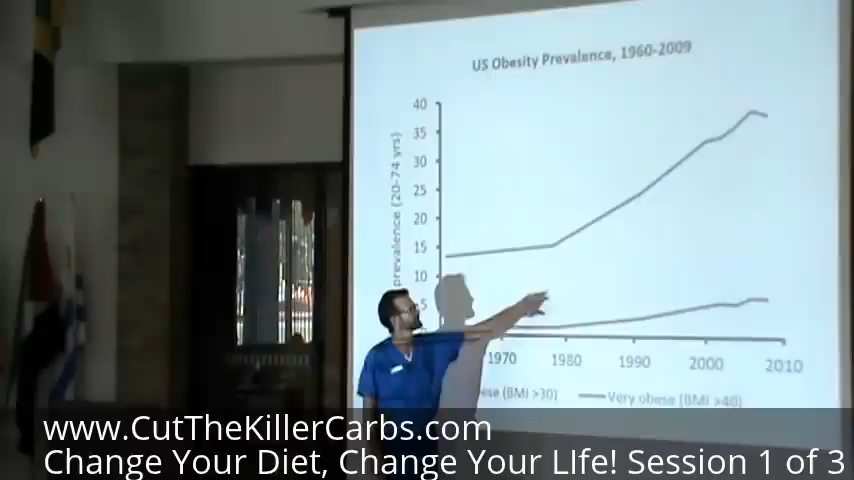 US Obesity Prevalence, 1960-2009
40
35
30
25
20
15
10
5
prevalence (20-74 yrs)
1970
1980
1990
2000
2010
(BMI >30)
Very obese (BMI >40)
www.CutTheKillerCarbs.com
Change Your Diet, Change Your LIfe! Session 1 of 3